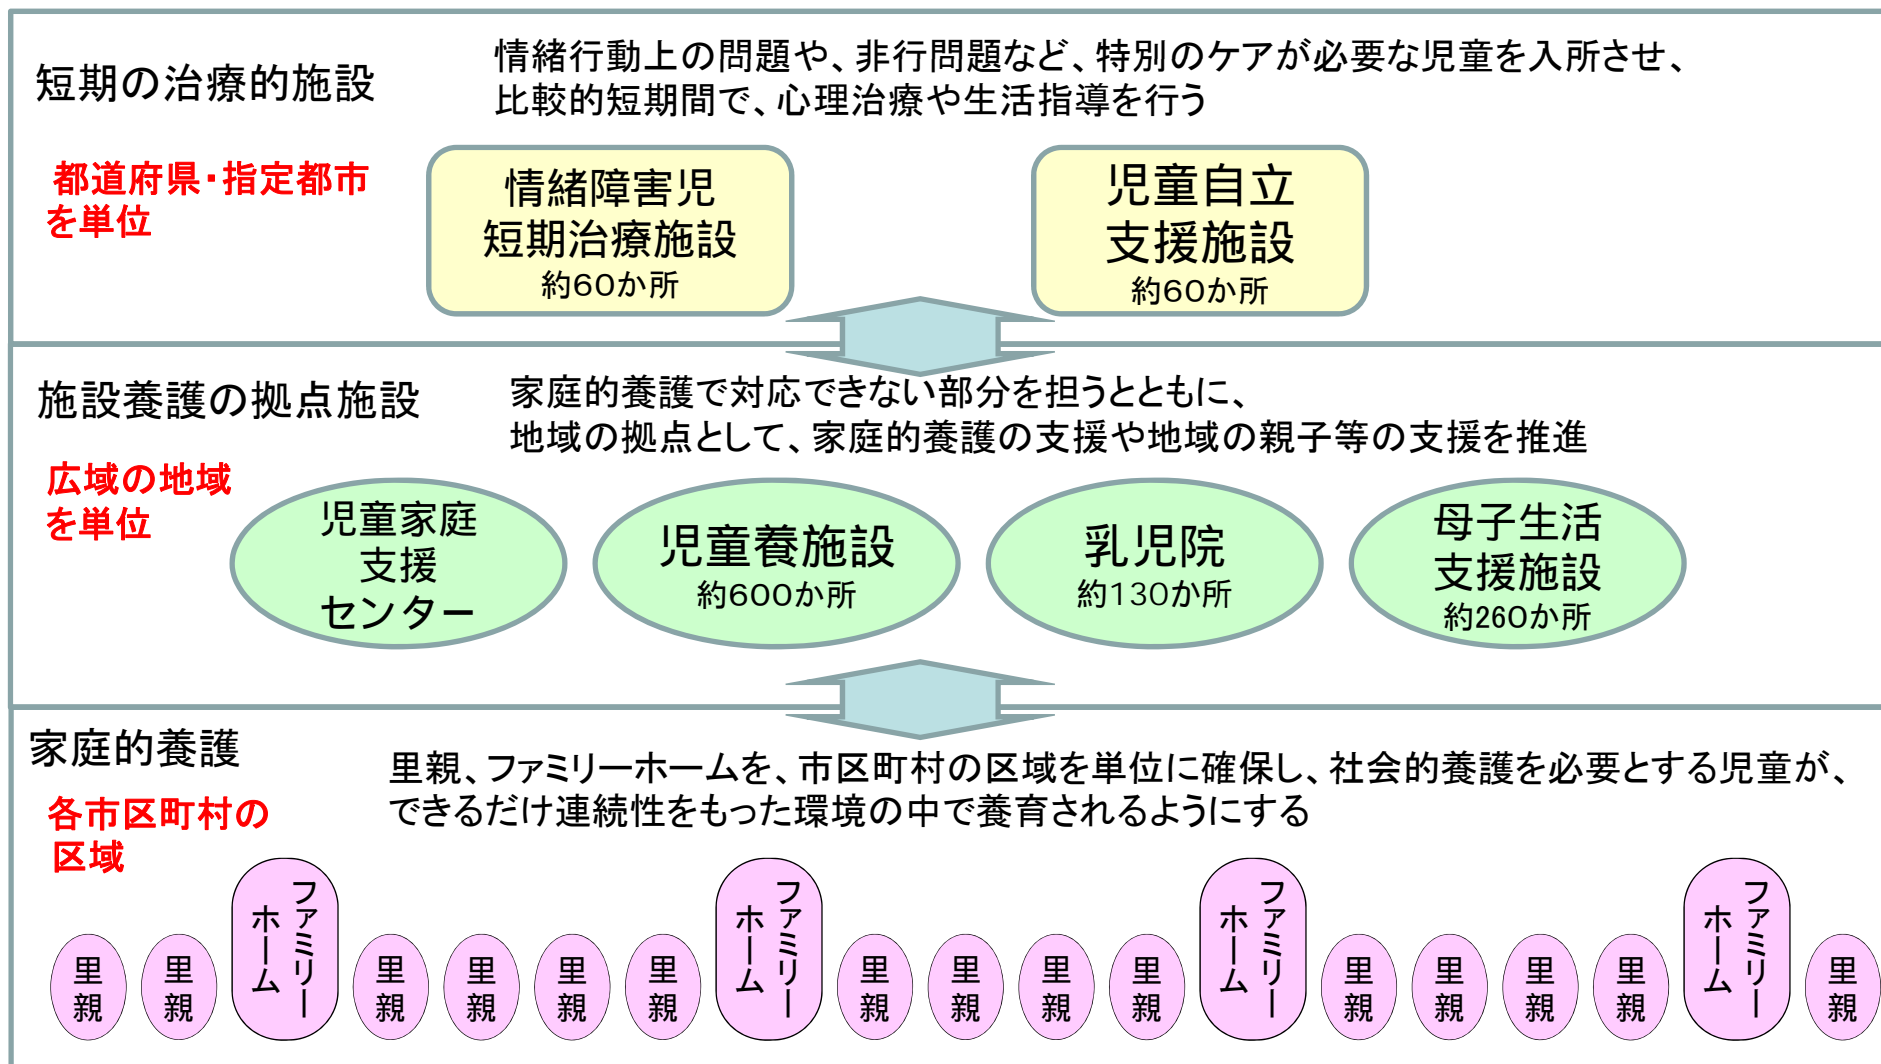 短期の治療的施設
情緒行動上の問題や、非行問題など、特別のケアが必要な児童を入所させ、
比較的短期間で、心理治療や生活指導を行う
都道府県・指定都市
を単位
情緒障害児
短期治療施設
約60か所
児童自立
支援施設
約60か所
施設養護の拠点施設
家庭的養護で対応できない部分を担うとともに、
地域の拠点として、家庭的養護の支援や地域の親子等の支援を推進
広域の地域
を単位
児童家庭
支援
センター
児童養施設
約600か所
乳児院
約130か所
母子生活
支援施設
約260か所
家庭的養護
里親、ファミリーホームを、市区町村の区域を単位に確保し、社会的養護を必要とする児童が、
できるだけ連続性をもった環境の中で養育されるようにする
各市区町村の
区域
里親
里親
ファミリー
ホーム
里親
里親
里親
里親
ファミリー
ホーム
里親
里親
里親
里親
ファミリー
ホーム
里親
里親
里親
里親
ファミリー
ホーム
里親